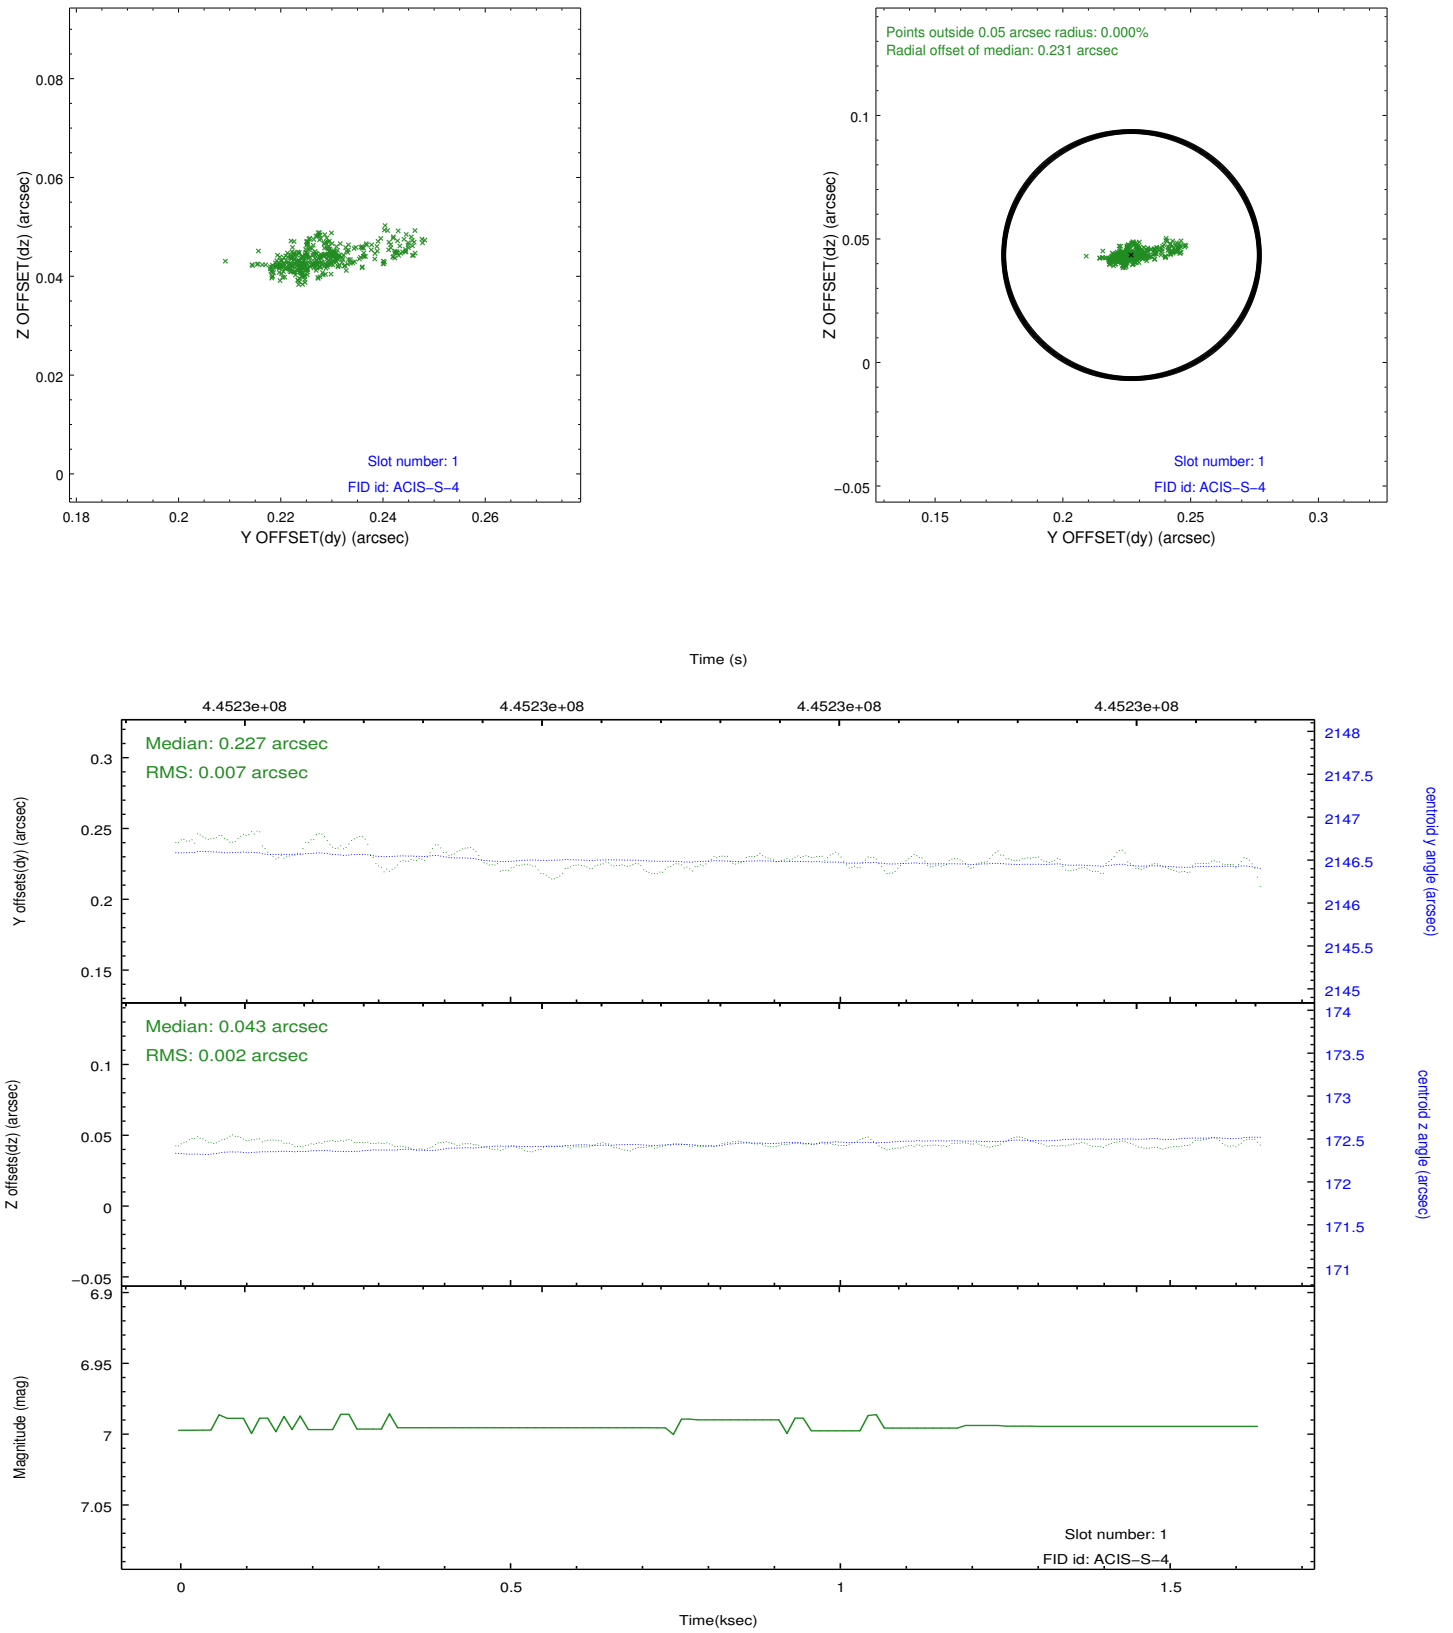 0.08
0.06
0.04
0.02
0
Z OFFSET(dz) (arcsec)
Slot number: 1
FID id: ACIS−S−4
0.18 0.2 0.22 0.24 0.26
Y OFFSET(dy) (arcsec)
Points outside 0.05 arcsec radius: 0.000%
Radial offset of median: 0.231 arcsec
0.1
0.05
0
−0.05
Z OFFSET(dz) (arcsec)
Slot number: 1
FID id: ACIS−S−4
0.15 0.2 0.25 0.3
Y OFFSET(dy) (arcsec)
Time (s)
4.4523e+08 4.4523e+08 4.4523e+08 4.4523e+08
Median: 0.227 arcsec
RMS: 0.007 arcsec
0.3
0.25
0.2
0.15
Y offsets(dy) (arcsec)
2148
2147.5
2147
2146.5
2146
2145.5
2145
centroid y angle (arcsec)
Median: 0.043 arcsec
RMS: 0.002 arcsec
0.1
0.05
0
−0.05
Z offsets(dz) (arcsec)
174
173.5
173
172.5
172
171.5
171
centroid z angle (arcsec)
6.9
6.95
7
7.05
Magnitude (mag)
Slot number: 1
FID id: ACIS−S−4
0 0.5 1 1.5
Time(ksec)